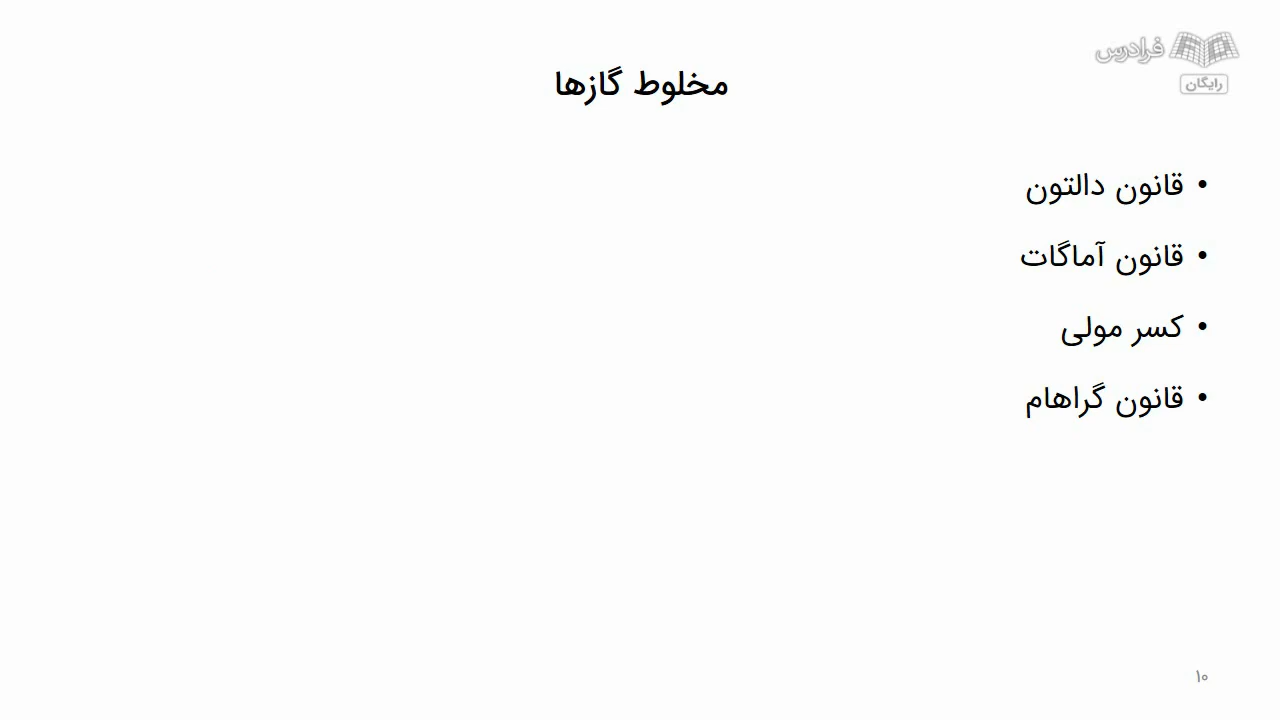 فرادرس
رایگان
مخلوط گازها
• قانون دالتون
• قانون آماگات
• کسر مولی
• قانون گراهام
۱۰